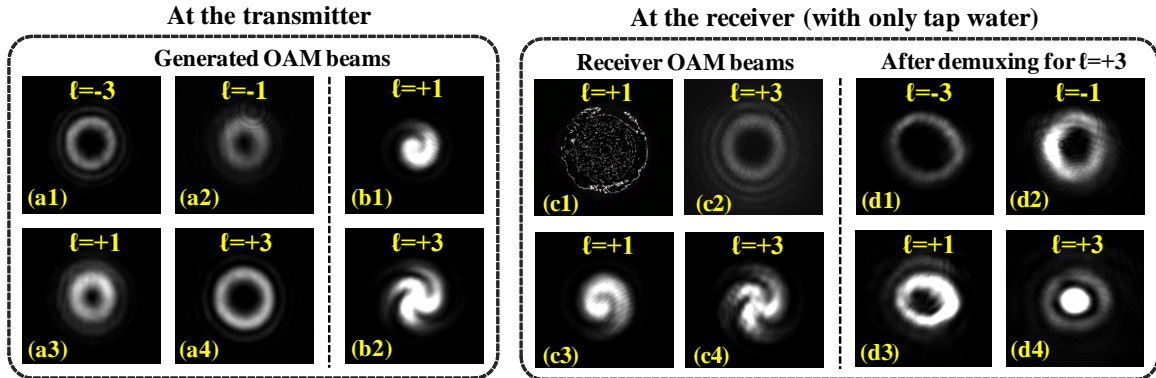 At the transmitter
Generated OAM beams
ℓ=-3
ℓ=-1
ℓ=+1
(a1)
(a2)
(b1)
ℓ=+1
ℓ=+3
ℓ=+3
(a3)
(a4)
(b2)
At the receiver (with only tap water)
Receiver OAM beams
After demuxing for ℓ=+3
ℓ=+1
ℓ=+3
ℓ=-3
ℓ=-1
(c1)
(c2)
(d1)
(d2)
ℓ=+1
ℓ=+3
ℓ=+1
ℓ=+3
(c3)
(c4)
(d3)
(d4)